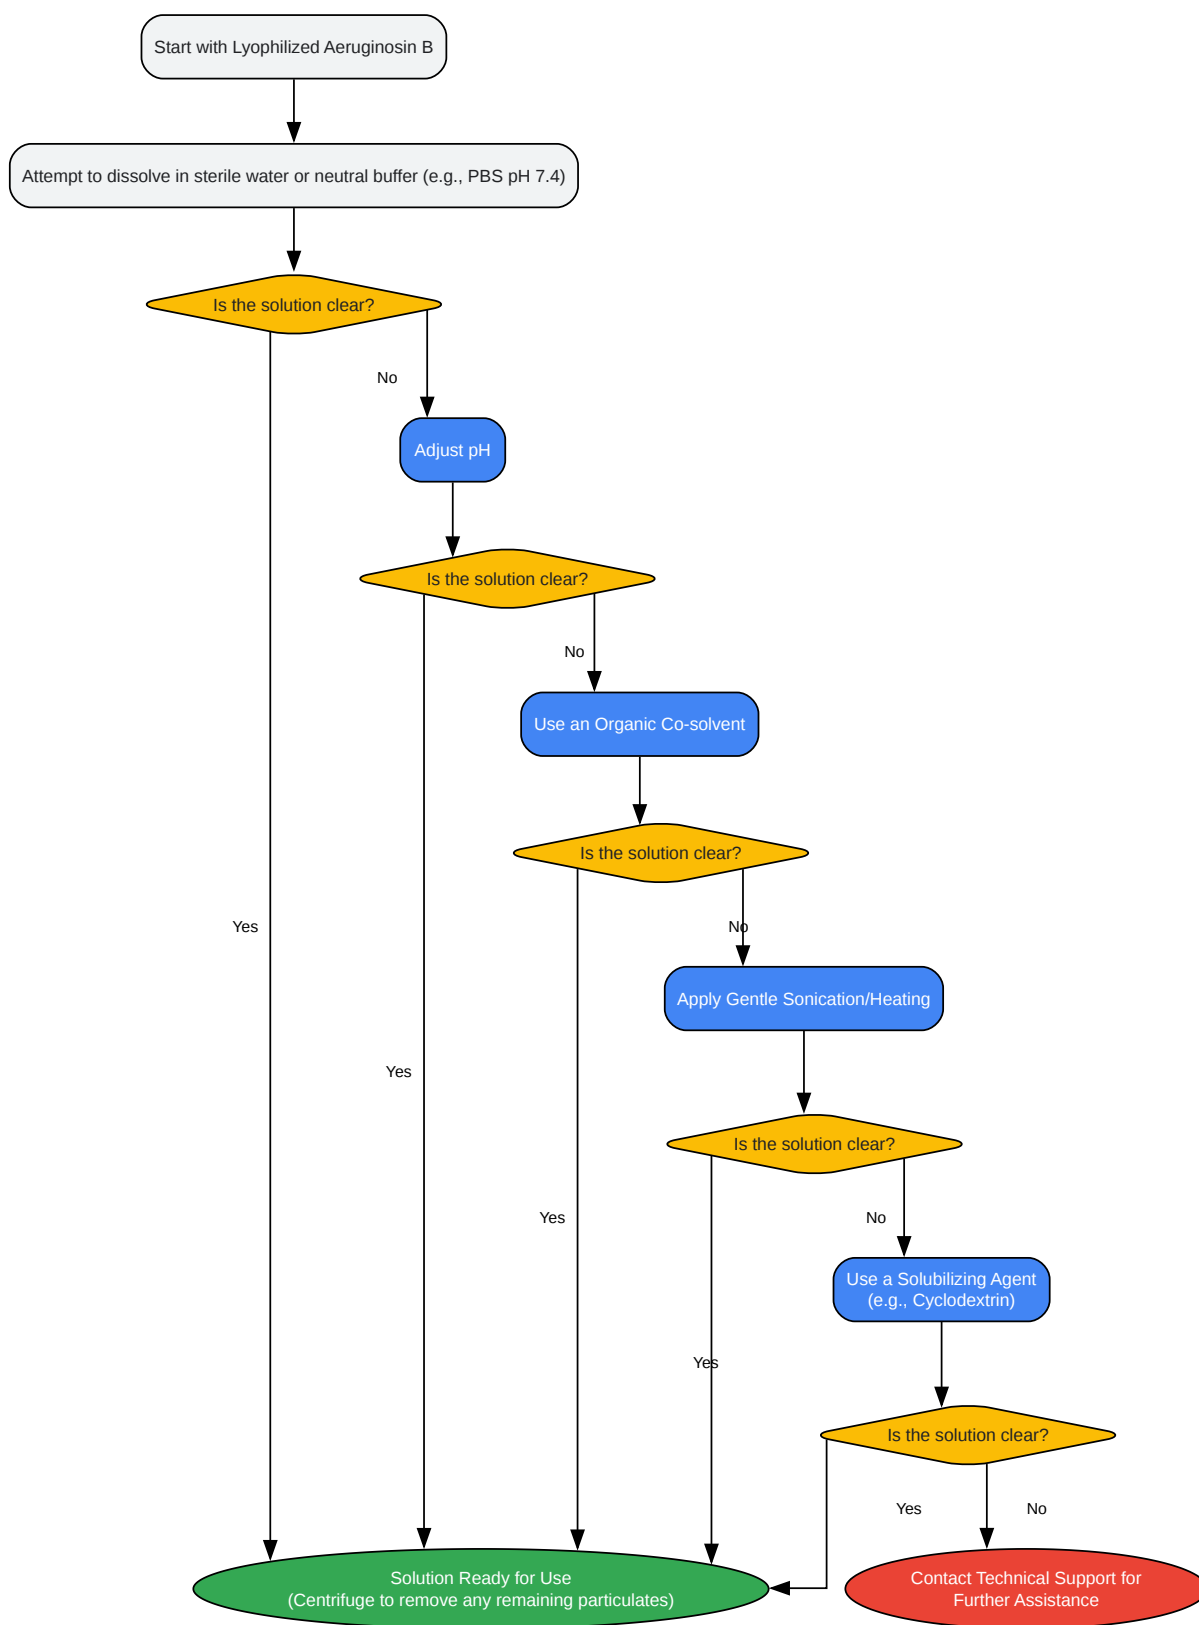 Start with Lyophilized Aeruginosin B
Attempt to dissolve in sterile water or neutral buffer (e.g., PBS pH 7.4)
Is the solution clear?
No
Adjust pH
Is the solution clear?
No
Use an Organic Co-solvent
Is the solution clear?
Yes
No
Apply Gentle Sonication/Heating
Yes
Is the solution clear?
Yes
No
Use a Solubilizing Agent
(e.g., Cyclodextrin)
Yes
Is the solution clear?
Yes
No
Solution Ready for Use
(Centrifuge to remove any remaining particulates)
Contact Technical Support for
Further Assistance